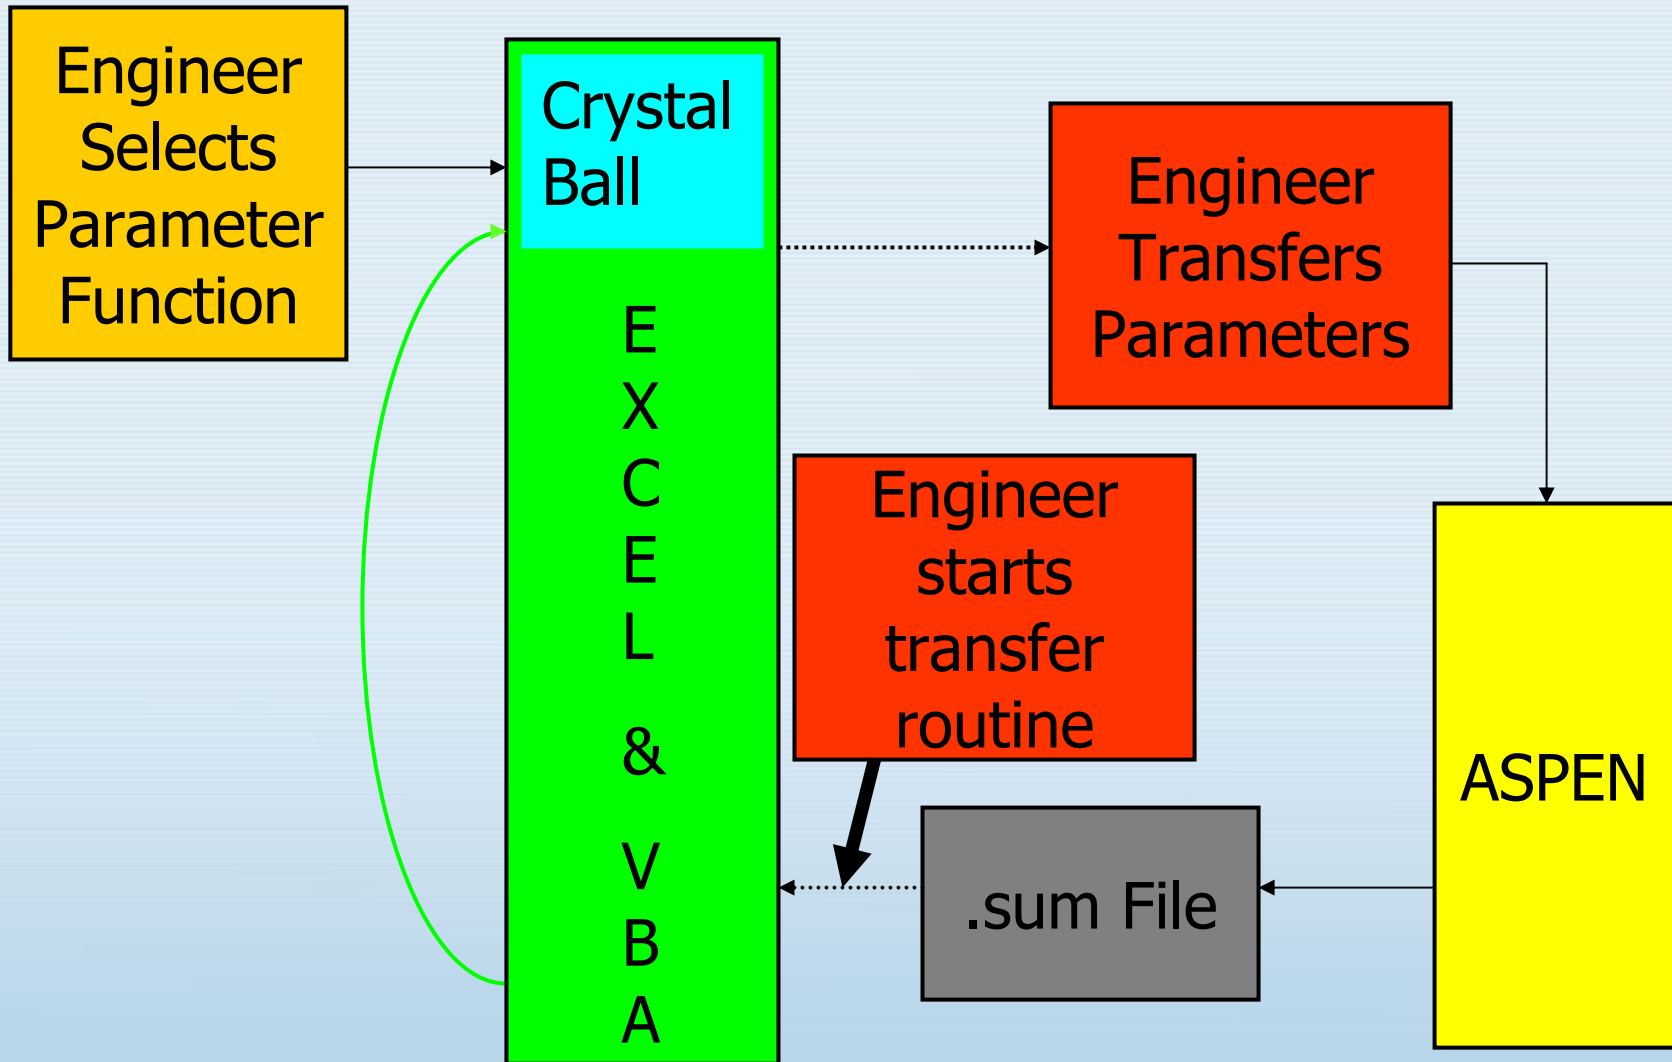 Engineer
Selects
Parameter
Function
Crystal
Ball
E
X
C
E
L
&
V
B
A
Engineer
Transfers
Parameters
Engineer
starts
transfer
routine
ASPEN
.sum File